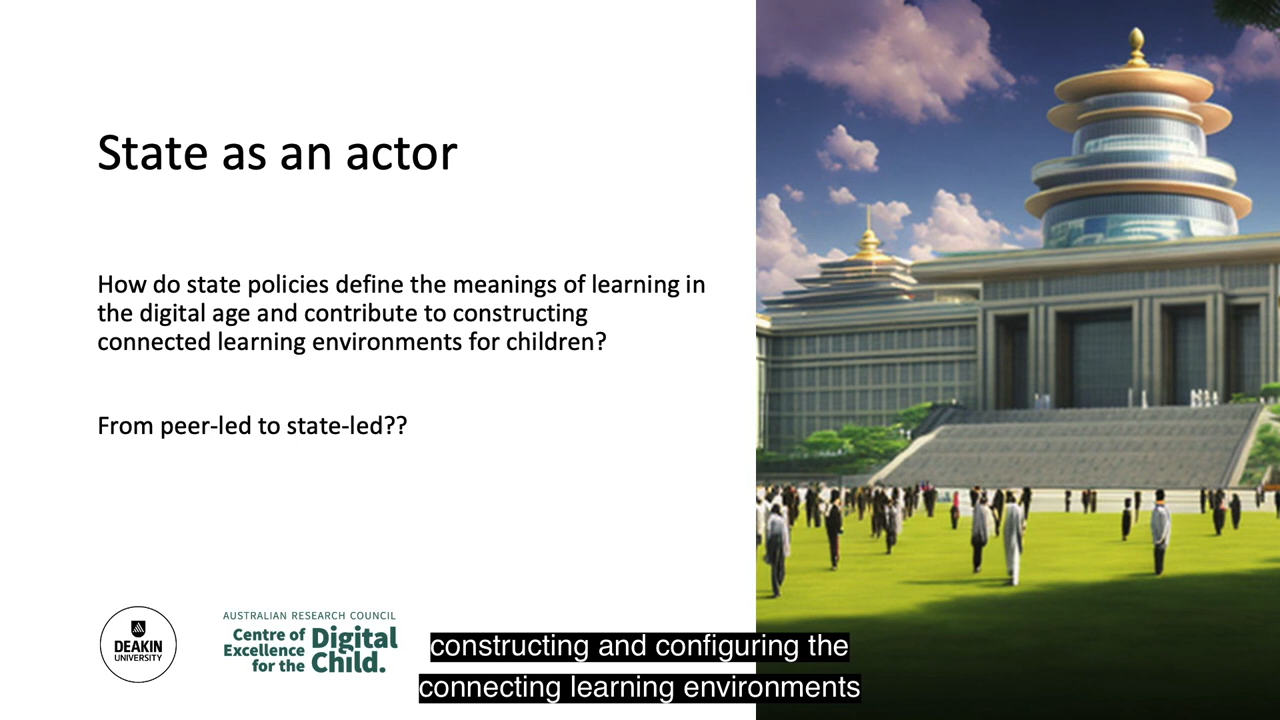 State as an actor
How do state policies define the meanings of learning in
the digital age and contribute to constructing
connected learning environments for children?
From peer-led to state-led??
DEAKIN
UNIVERSITY
AUSTRALIAN RESEARCH COUNCIL
Centre of
Excellence
for the
Digital
Child.
constructing and configuring the
connecting learning environments